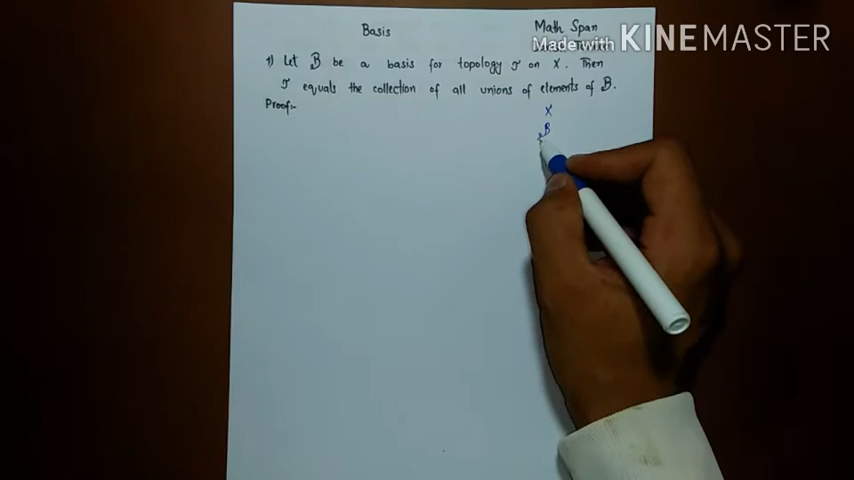 Basis
Math Span
Made with KINEMASTER
1) Let B be a basis for topology τ on X. Then
τ equals the collection of all unions of elements of B.
Proof:-
X
B